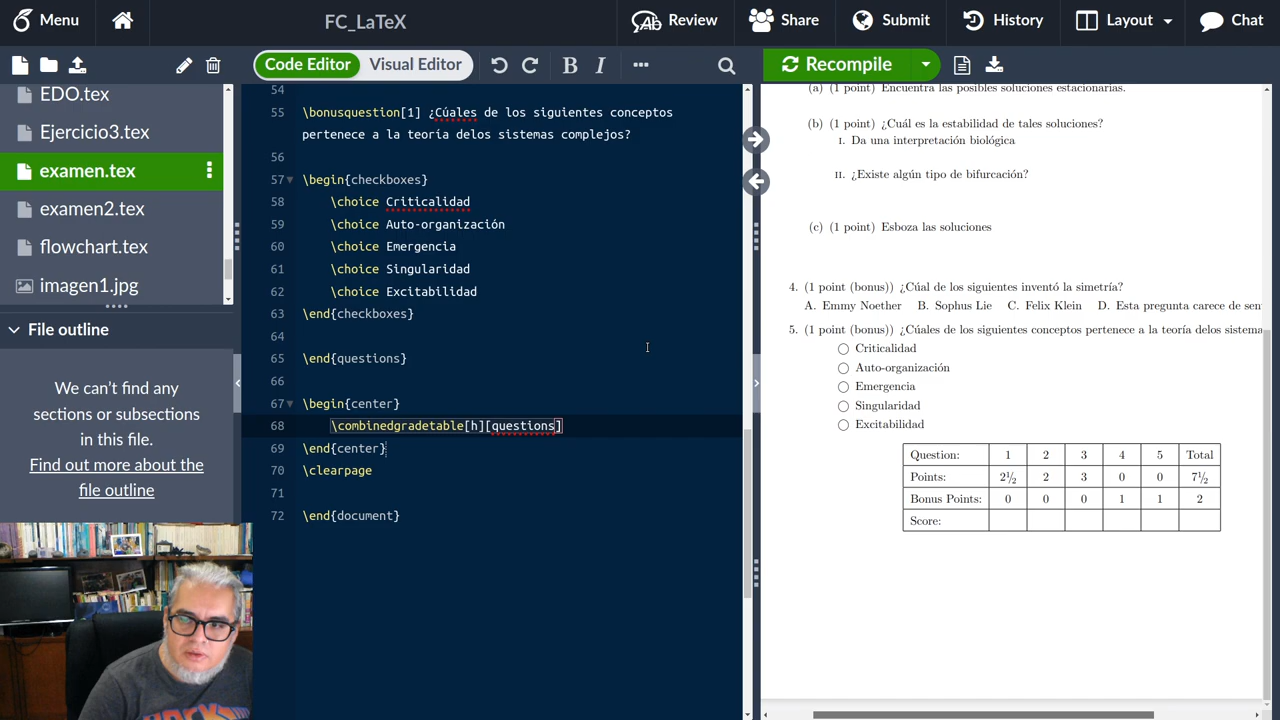 Menu
FC_LaTeX
Review
Share
Submit
History
Layout
Chat
Code Editor
Visual Editor
Recompile
EDO.tex
Ejercicio3.tex
examen.tex
examen2.tex
flowchart.tex
imagen1.jpg
File outline
We can't find any
sections or subsections
in this file.
Find out more about the
file outline
54
55 \bonusquestion[1] ¿Cúales de los siguientes conceptos
pertenece a la teoría delos sistemas complejos?
56
57 \begin{checkboxes}
58 \choice Criticalidad
59 \choice Auto-organización
60 \choice Emergencia
61 \choice Singularidad
62 \choice Excitabilidad
63 \end{checkboxes}
64
65 \end{questions}
66
67 \begin{center}
68 \combinedgradetable[h][questions]
69 \end{center}
70 \clearpage
71
72 \end{document}
(a) (1 point) Encuentra las posibles soluciones estacionarias.
(b) (1 point) ¿Cuál es la estabilidad de tales soluciones?
I. Da una interpretación biológica
II. ¿Existe algún tipo de bifurcación?
(c) (1 point) Esboza las soluciones
4. (1 point (bonus)) ¿Cúal de los siguientes inventó la simetría?
A. Emmy Noether B. Sophus Lie C. Felix Klein D. Esta pregunta carece de sen
5. (1 point (bonus)) ¿Cúales de los siguientes conceptos pertenece a la teoría delos sistema
Criticalidad
Auto-organización
Emergencia
Singularidad
Excitabilidad
Question: 1 2 3 4 5 Total
Points: 2½ 2 3 0 0 7½
Bonus Points: 0 0 0 1 1 2
Score: